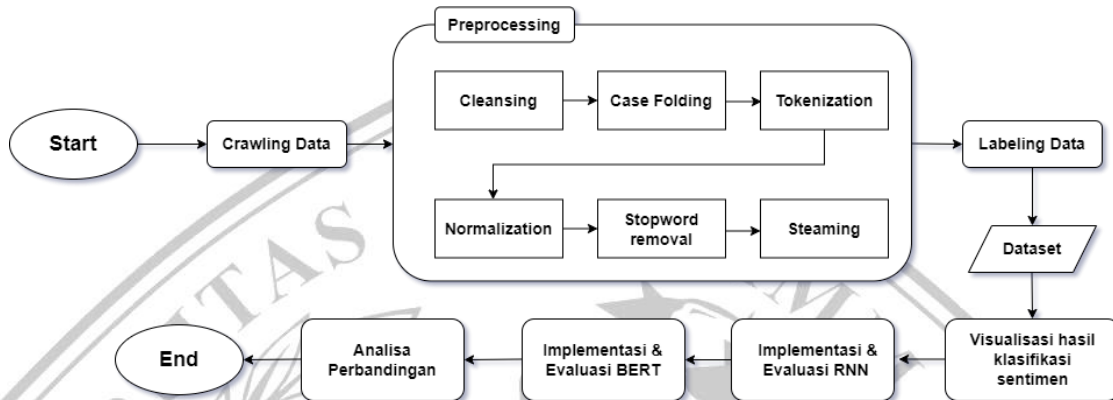 Preprocessing
Cleansing
Case Folding
Tokenization
Start
Crawling Data
Labeling Data
Normalization
Stopword
removal
Steaming
Dataset
ITAS
M
End
Analisa
Perbandingan
Implementasi &
Evaluasi BERT
Implementasi &
Evaluasi RNN
Visualisasi hasil
klasifikasi
sentimen